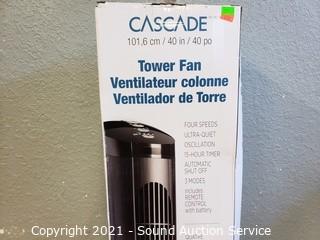 CASCADE
101,6 cm / 40 in / 40 po
Tower Fan
Ventilateur colonne
Ventilador de Torre
FOUR SPEEDS
ULTRA-QUIET
OSCILLATION
15-HOUR TIMER
AUTOMATIC
SHUT OFF
3 MODES
includes
REMOTE
CONTROL
with battery
QUATRE
Copyright 2021 - Sound Auction Service